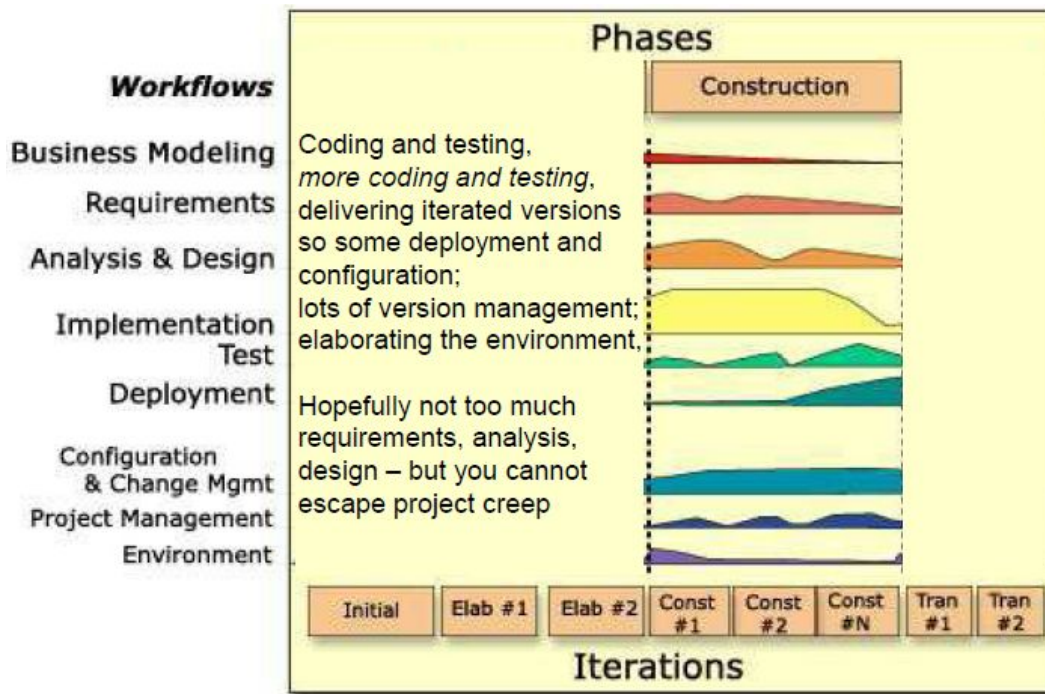 Phases
Workflows
Construction
Business Modeling
Requirements
Analysis & Design
Implementation
Test
Deployment
Configuration
& Change Mgmt
Project Management
Environment
Coding and testing,
more coding and testing,
delivering iterated versions
so some deployment and
configuration;
lots of version management;
elaborating the environment,
Hopefully not too much
requirements, analysis,
design – but you cannot
escape project creep
Initial
Elab #1
Elab #2
Const
#1
Const
#2
Const
#N
Tran
#1
Tran
#2
Iterations